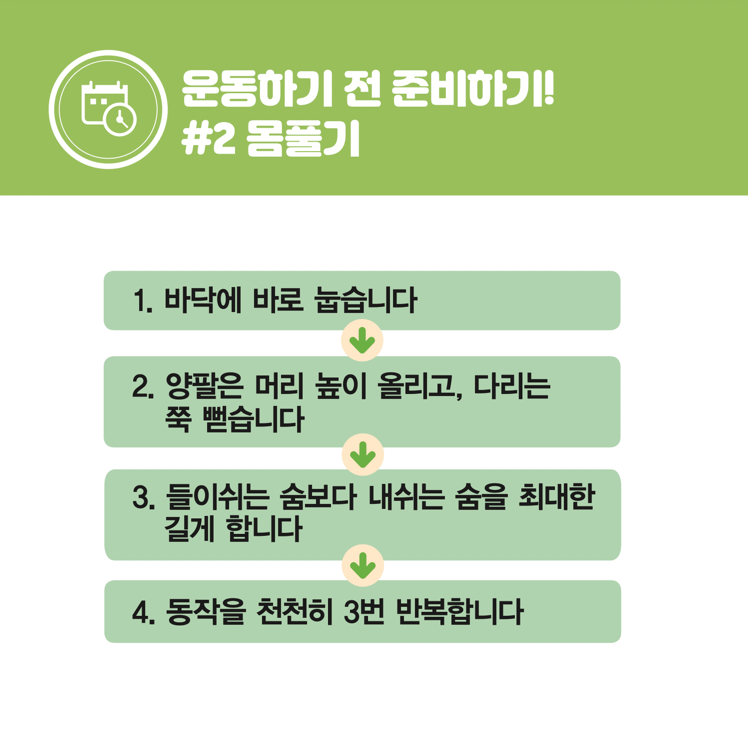 운동하기 전 준비하기!
#2 몸풀기
1. 바닥에 바로 눕습니다
2. 양팔은 머리 높이 올리고, 다리는
쭉 뻗습니다
3. 들이쉬는 숨보다 내쉬는 숨을 최대한
길게 합니다
4. 동작을 천천히 3번 반복합니다